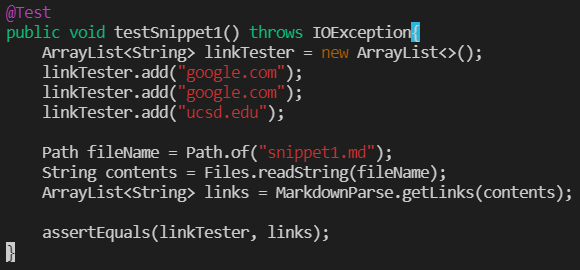 @Test
public void testSnippet1() throws IOException{
    ArrayList<String> linkTester = new ArrayList<>();
    linkTester.add("google.com");
    linkTester.add("google.com");
    linkTester.add("ucsd.edu");

    Path fileName = Path.of("snippet1.md");
    String contents = Files.readString(fileName);
    ArrayList<String> links = MarkdownParse.getLinks(contents);

    assertEquals(linkTester, links);
}